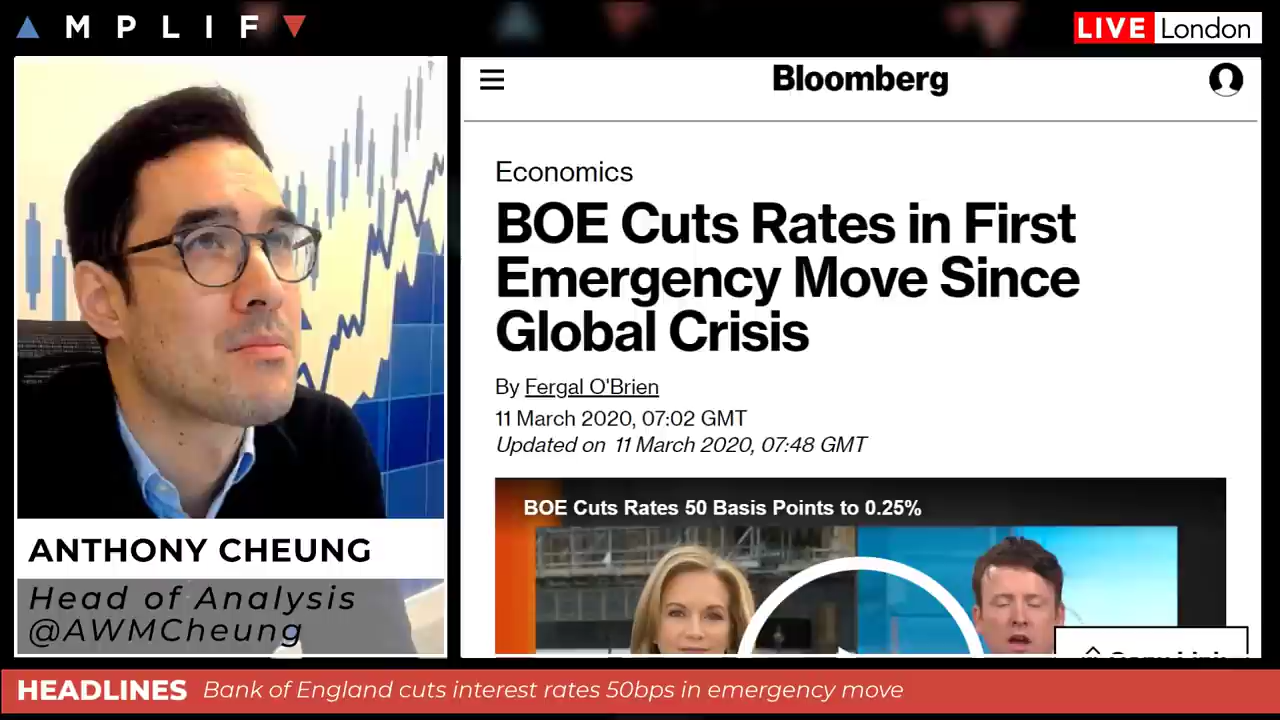 AMPLIFY
LIVE London
Bloomberg
Economics
BOE Cuts Rates in First
Emergency Move Since
Global Crisis
By Fergal O'Brien
11 March 2020, 07:02 GMT
Updated on 11 March 2020, 07:48 GMT
BOE Cuts Rates 50 Basis Points to 0.25%
ANTHONY CHEUNG
Head of Analysis
@AWMCheung
HEADLINES Bank of England cuts interest rates 50bps in emergency move